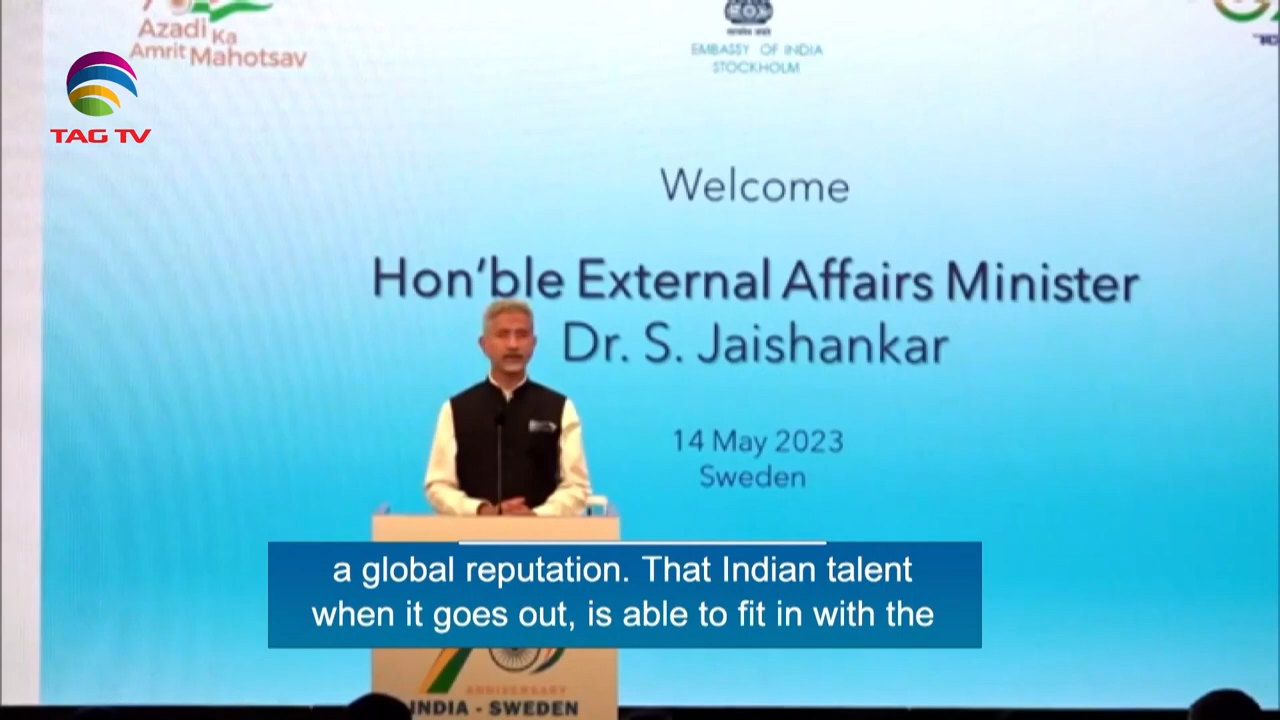 Azadi Ka
Amrit Mahotsav
TAG TV
EMBASSY OF INDIA
STOCKHOLM
Welcome
Hon'ble External Affairs Minister
Dr. S. Jaishankar
14 May 2023
Sweden
a global reputation. That Indian talent
when it goes out, is able to fit in with the
ANNIVERSARY
INDIA - SWEDEN